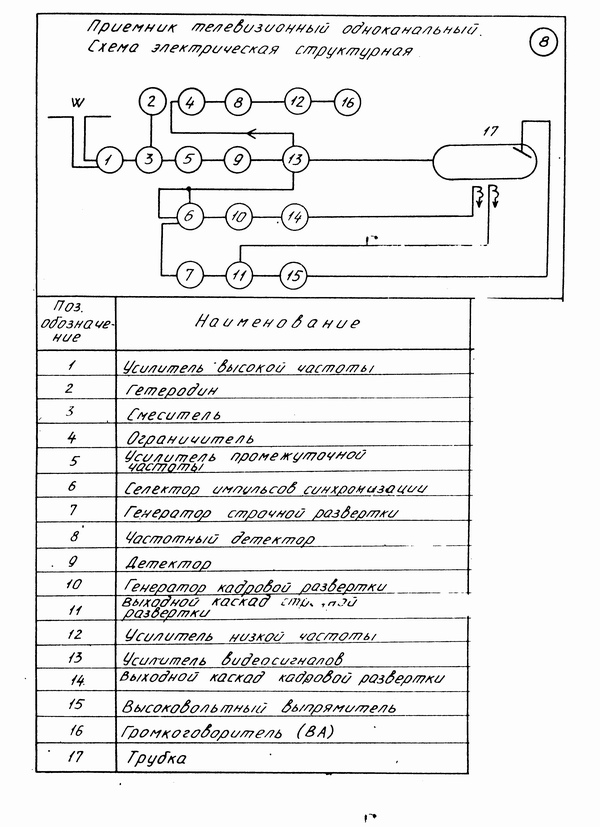 Приемник телевизионный одноканальный.
Схема электрическая структурная
8
W
2 4 8 12 16
17
1 3 5 9 13
6 10 14
7 11 15
Поз. обозначе- ние
Наименование
1 Усилитель высокой частоты
2 Гетеродин
3 Смеситель
4 Ограничитель
5 Усилитель промежуточной
частоты
6 Селектор импульсов синхронизации
7 Генератор строчной развертки
8 Частотный детектор
9 Детектор
10 Генератор кадровой развертки
11 Выходной каскад
развертки
12 Усилитель низкой частоты
13 Усилитель видеосигналов
14 Выходной каскад кадровой развертки
15 Высоковольтный выпрямитель
16 Громкоговоритель (ВА)
17 Трубка